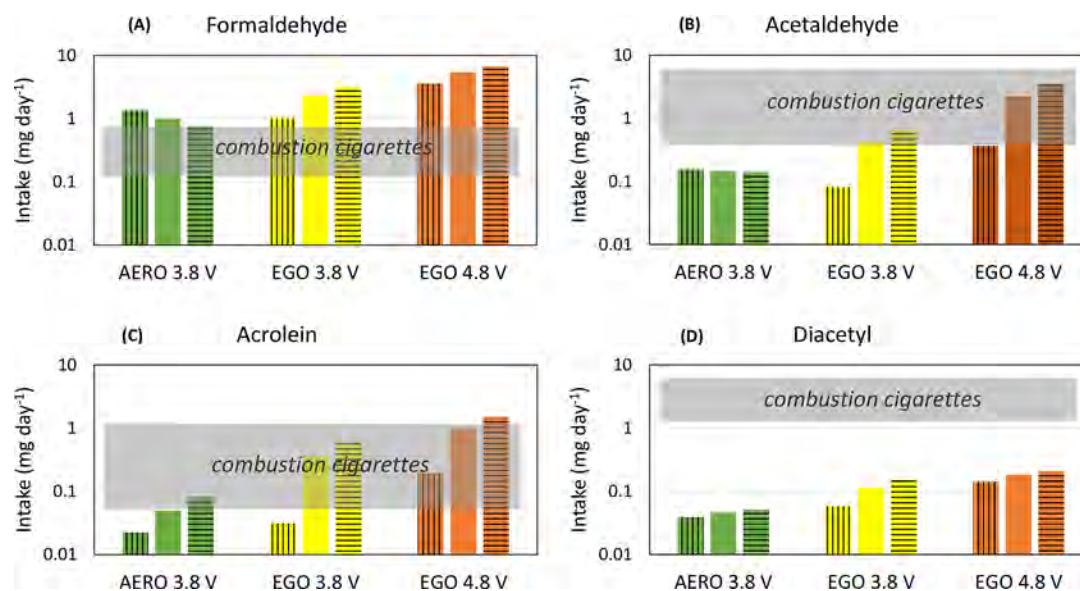 (A) Formaldehyde
Intake (mg day⁻¹)
10
1
0.1
0.01
combustion cigarettes
AERO 3.8 V EGO 3.8 V EGO 4.8 V
(B) Acetaldehyde
Intake (mg day⁻¹)
10
1
0.1
0.01
combustion cigarettes
AERO 3.8 V EGO 3.8 V EGO 4.8 V
(C) Acrolein
Intake (mg day⁻¹)
10
1
0.1
0.01
combustion cigarettes
AERO 3.8 V EGO 3.8 V EGO 4.8 V
(D) Diacetyl
Intake (mg day⁻¹)
10
1
0.1
0.01
combustion cigarettes
AERO 3.8 V EGO 3.8 V EGO 4.8 V